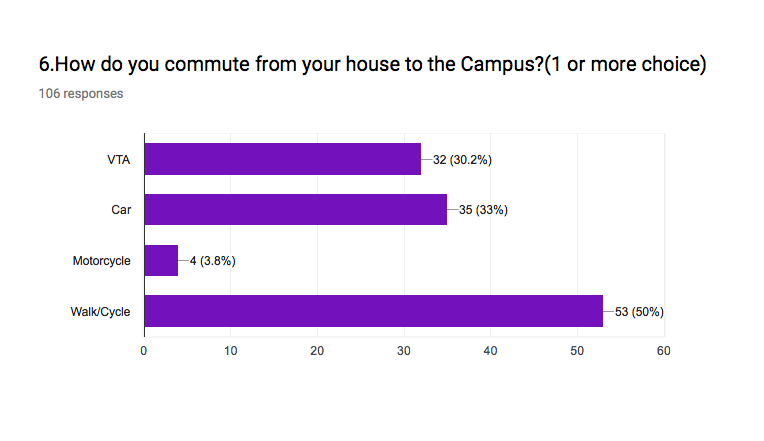 6.How do you commute from your house to the Campus?(1 or more choice)
106 responses
VTA 32 (30.2%)
Car 35 (33%)
Motorcycle 4 (3.8%)
Walk/Cycle 53 (50%)
0 10 20 30 40 50 60